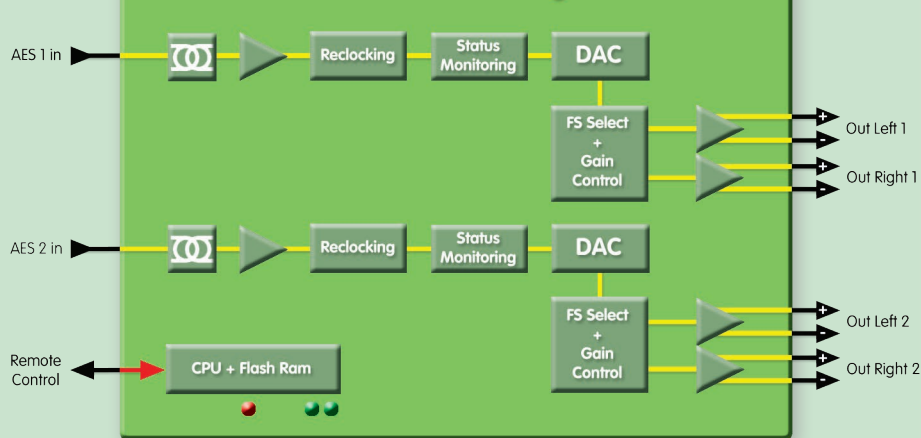 AES 1 in
Reclocking
Status
Monitoring
DAC
FS Select
+
Gain
Control
+
-
Out Left 1
+
-
Out Right 1
AES 2 in
Reclocking
Status
Monitoring
DAC
FS Select
+
Gain
Control
+
-
Out Left 2
+
-
Out Right 2
Remote
Control
CPU + Flash Ram